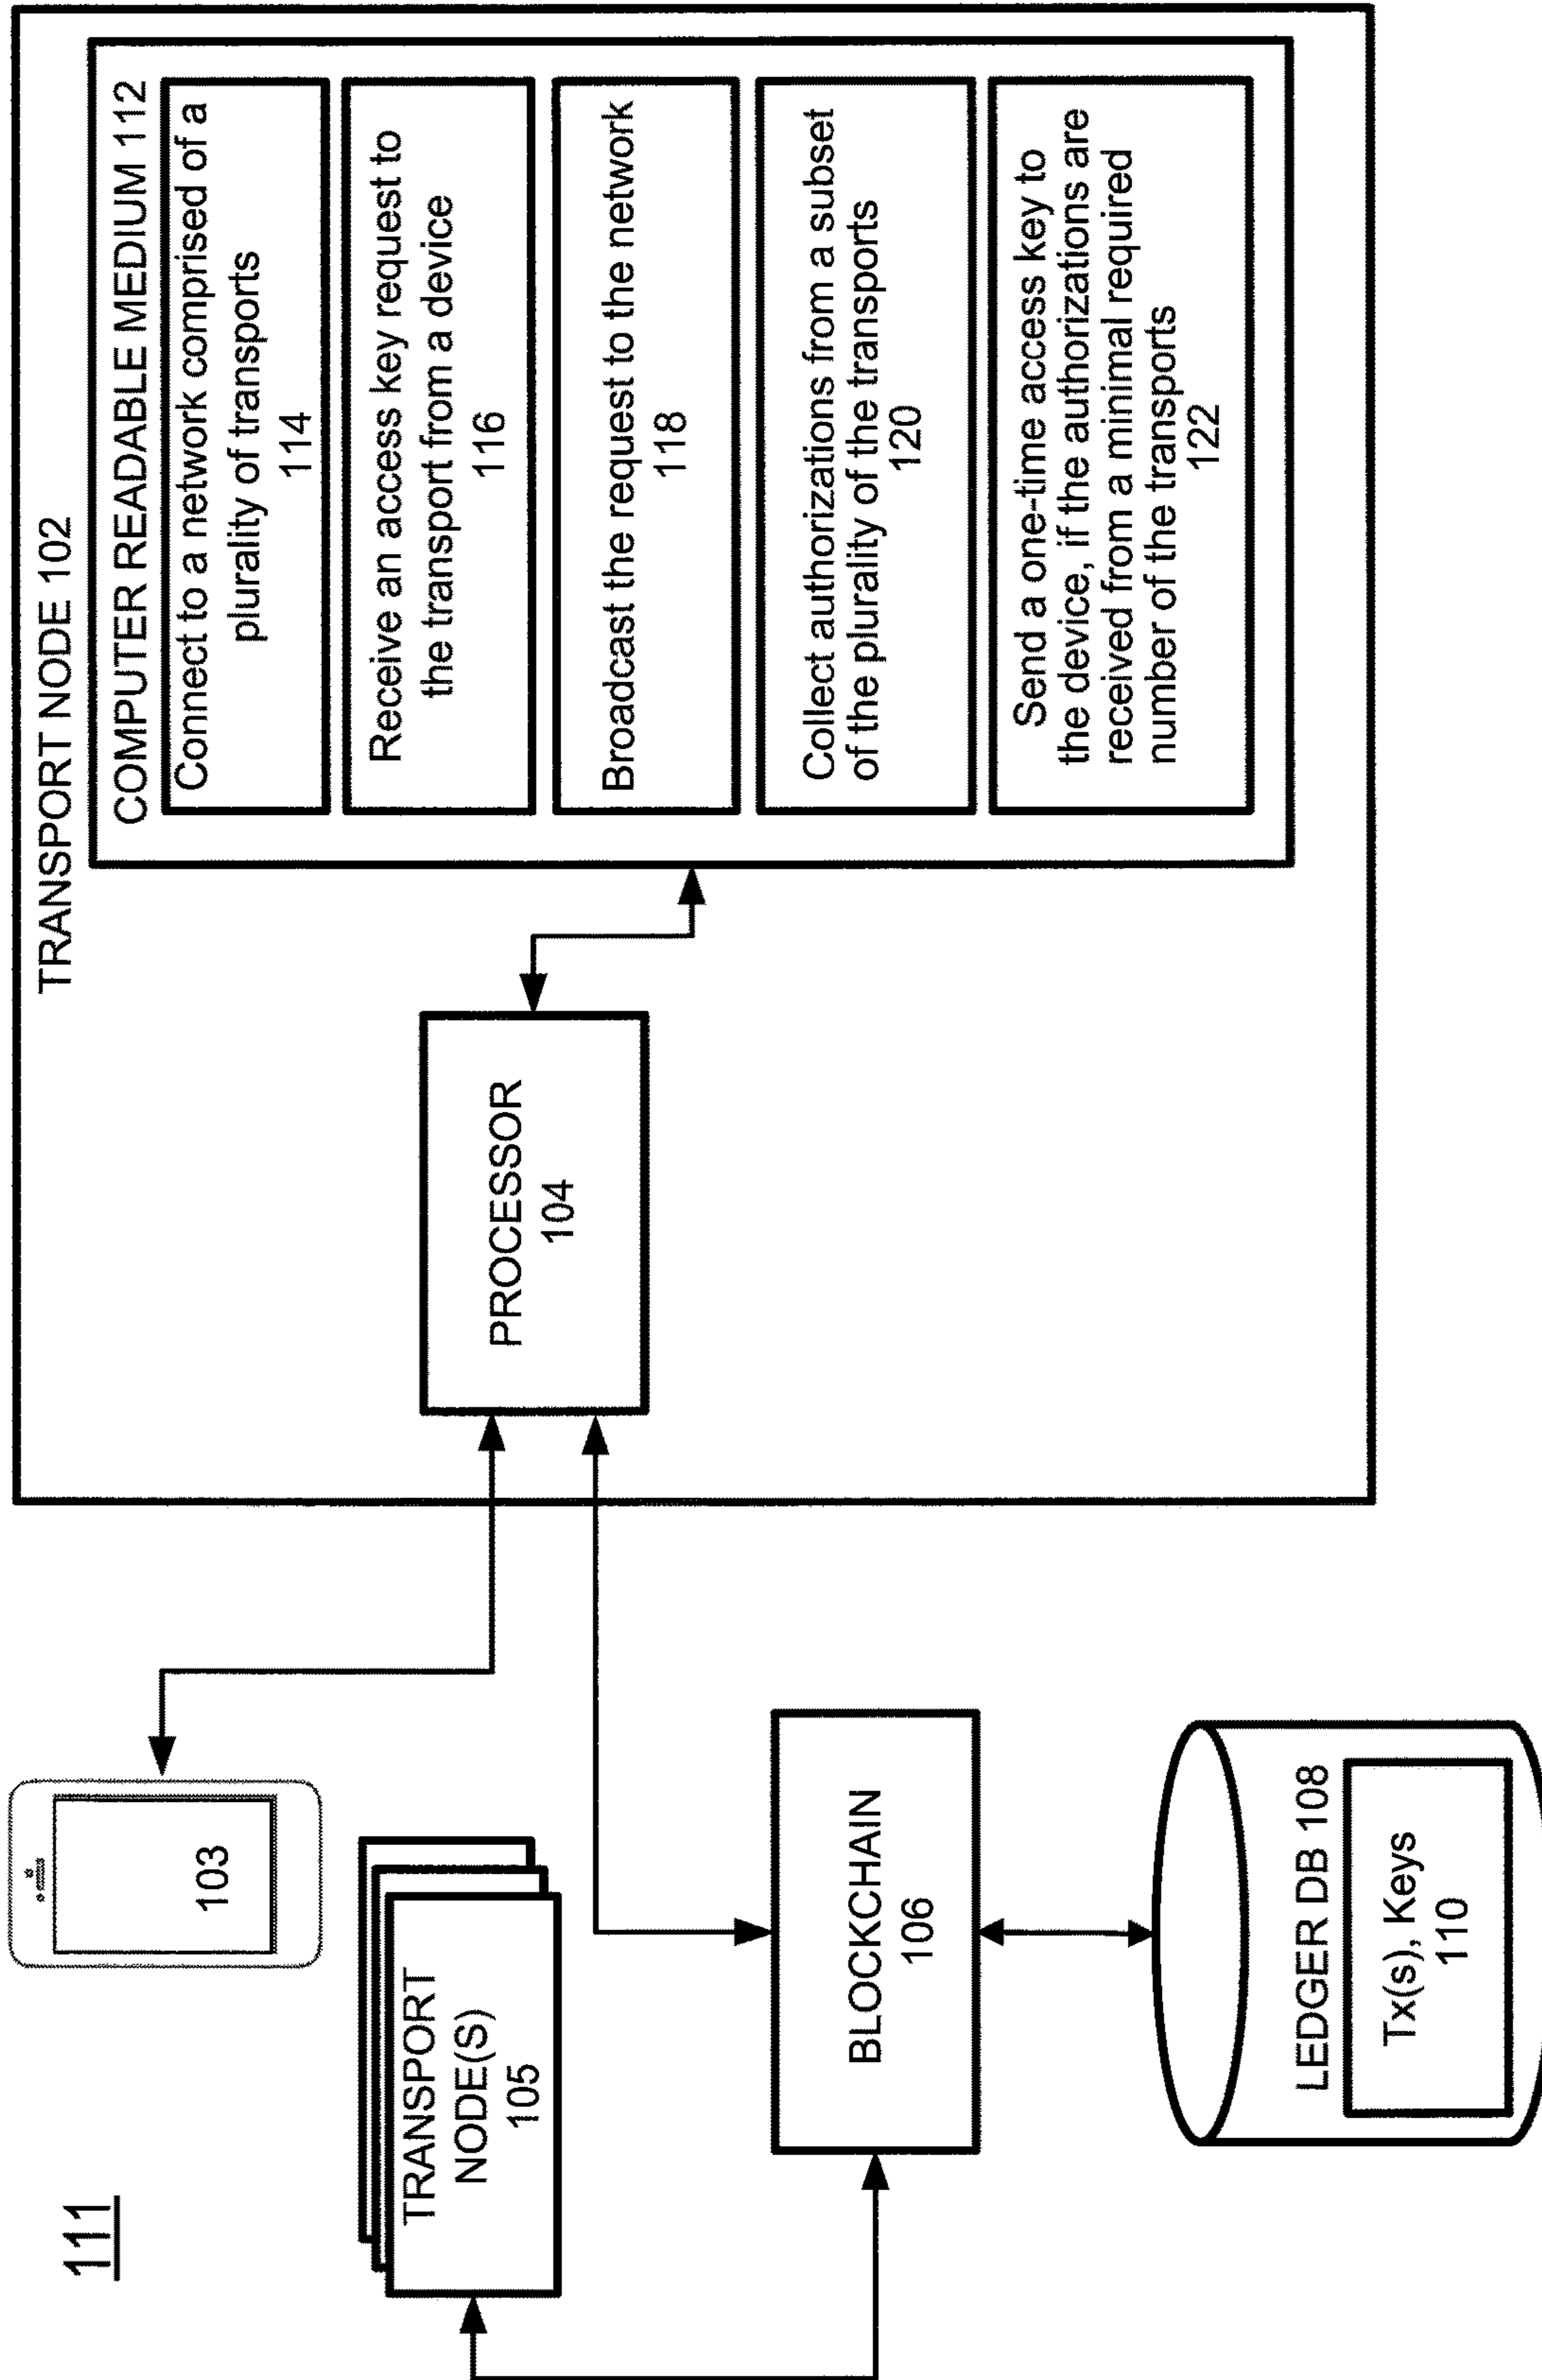 111
103
TRANSPORT
NODE(S)
105
BLOCKCHAIN
106
LEDGER DB 108
Tx(s), Keys
110
TRANSPORT NODE 102
PROCESSOR
104
COMPUTER READABLE MEDIUM 112
Connect to a network comprised of a
plurality of transports
114
Receive an access key request to
the transport from a device
116
Broadcast the request to the network
118
Collect authorizations from a subset
of the plurality of the transports
120
Send a one-time access key to
the device, if the authorizations are
received from a minimal required
number of the transports
122